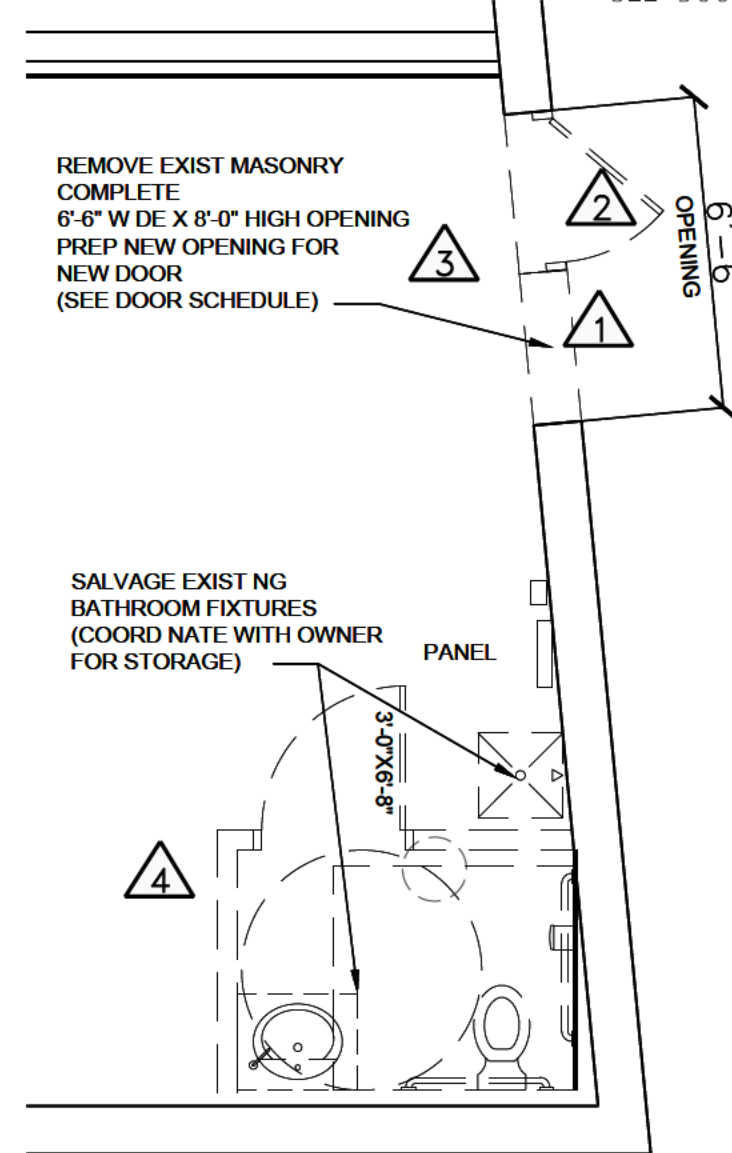 REMOVE EXIST MASONRY
COMPLETE
6'-6" W DE X 8'-0" HIGH OPENING
PREP NEW OPENING FOR
NEW DOOR
(SEE DOOR SCHEDULE)
3
2
1
6'-6
OPENING
SALVAGE EXIST NG
BATHROOM FIXTURES
(COORD NATE WITH OWNER
FOR STORAGE)
PANEL
3'-0"X6'-8"
4